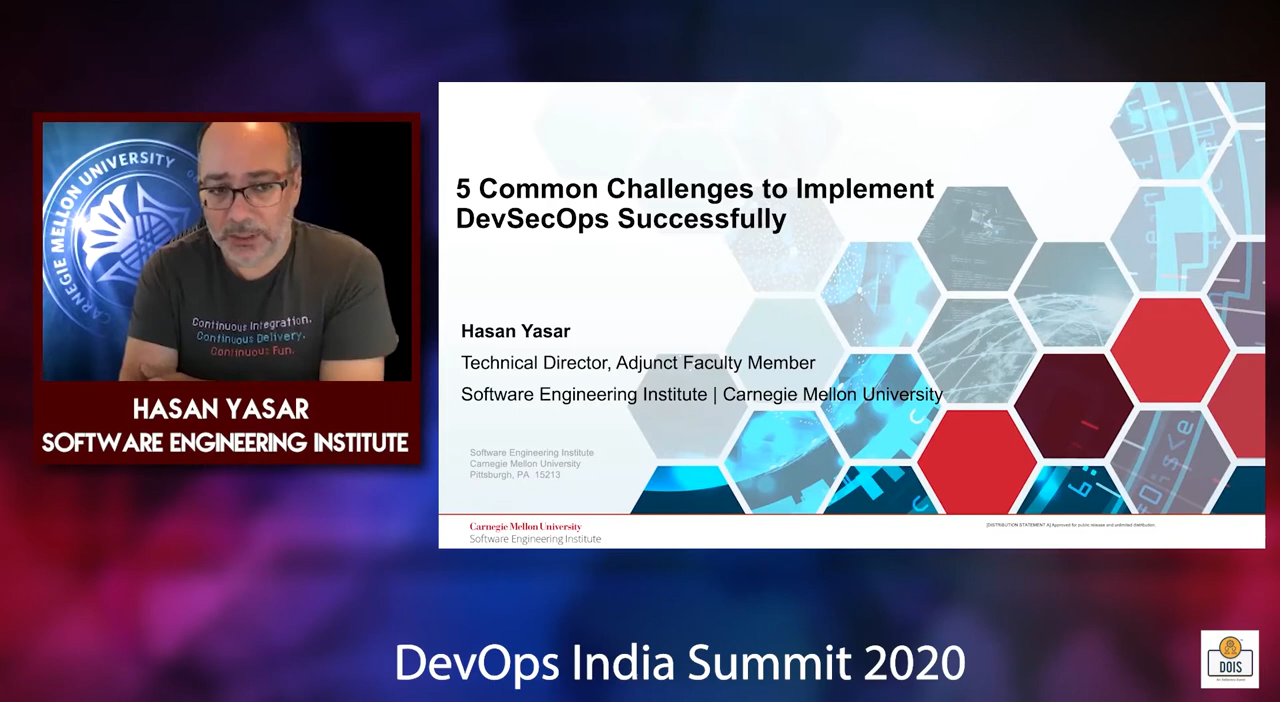 CARNEGIE MELLON UNIVERSITY
Continuous Integration.
Continuous Delivery.
Continuous Fun.
HASAN YASAR
SOFTWARE ENGINEERING INSTITUTE
5 Common Challenges to Implement
DevSecOps Successfully
Hasan Yasar
Technical Director, Adjunct Faculty Member
Software Engineering Institute | Carnegie Mellon University
Software Engineering Institute
Carnegie Mellon University
Pittsburgh, PA 15213
Carnegie Mellon University
Software Engineering Institute
[DISTRIBUTION STATEMENT A] Approved for public release and unlimited distribution.
DevOps India Summit 2020
DOIS